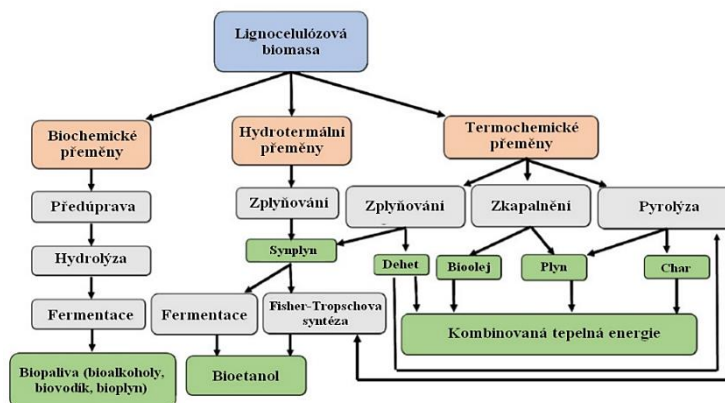 Lignocelulózová
biomasa
Biochemické
přeměny
Hydrotermální
přeměny
Termochemické
přeměny
Předúprava
Zplyňování
Zplyňování
Zkapalnění
Pyrolýza
Hydrolýza
Synplyn
Dehet
Bioolej
Plyn
Char
Fermentace
Fermentace
Fisher-Tropschova
syntéza
Kombinovaná tepelná energie
Biopaliva (bioalkoholy,
biovodík, bioplyn)
Bioetanol